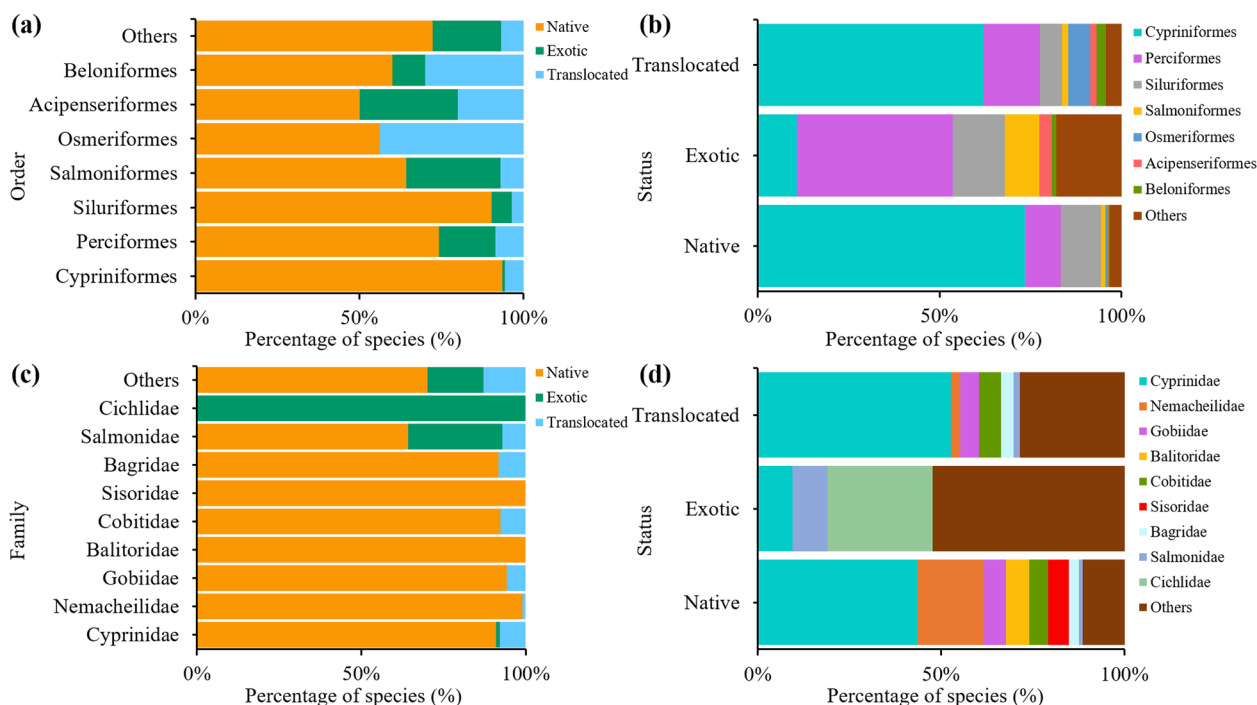 (a)
Others
Beloniformes
Acipenseriformes
Osmeriformes
Salmoniformes
Siluriformes
Perciformes
Cypriniformes
Order
0%
50%
100%
Percentage of species (%)
Native
Exotic
Translocated
(b)
Translocated
Exotic
Native
Status
0%
50%
100%
Percentage of species (%)
Cypriniformes
Perciformes
Siluriformes
Salmoniformes
Osmeriformes
Acipenseriformes
Beloniformes
Others
(c)
Others
Cichlidae
Salmonidae
Bagridae
Sisoridae
Cobitidae
Balitoridae
Gobiidae
Nemacheilidae
Cyprinidae
Family
0%
50%
100%
Percentage of species (%)
Native
Exotic
Translocated
(d)
Translocated
Exotic
Native
Status
0%
50%
100%
Percentage of species (%)
Cyprinidae
Nemacheilidae
Gobiidae
Balitoridae
Cobitidae
Sisoridae
Bagridae
Salmonidae
Cichlidae
Others